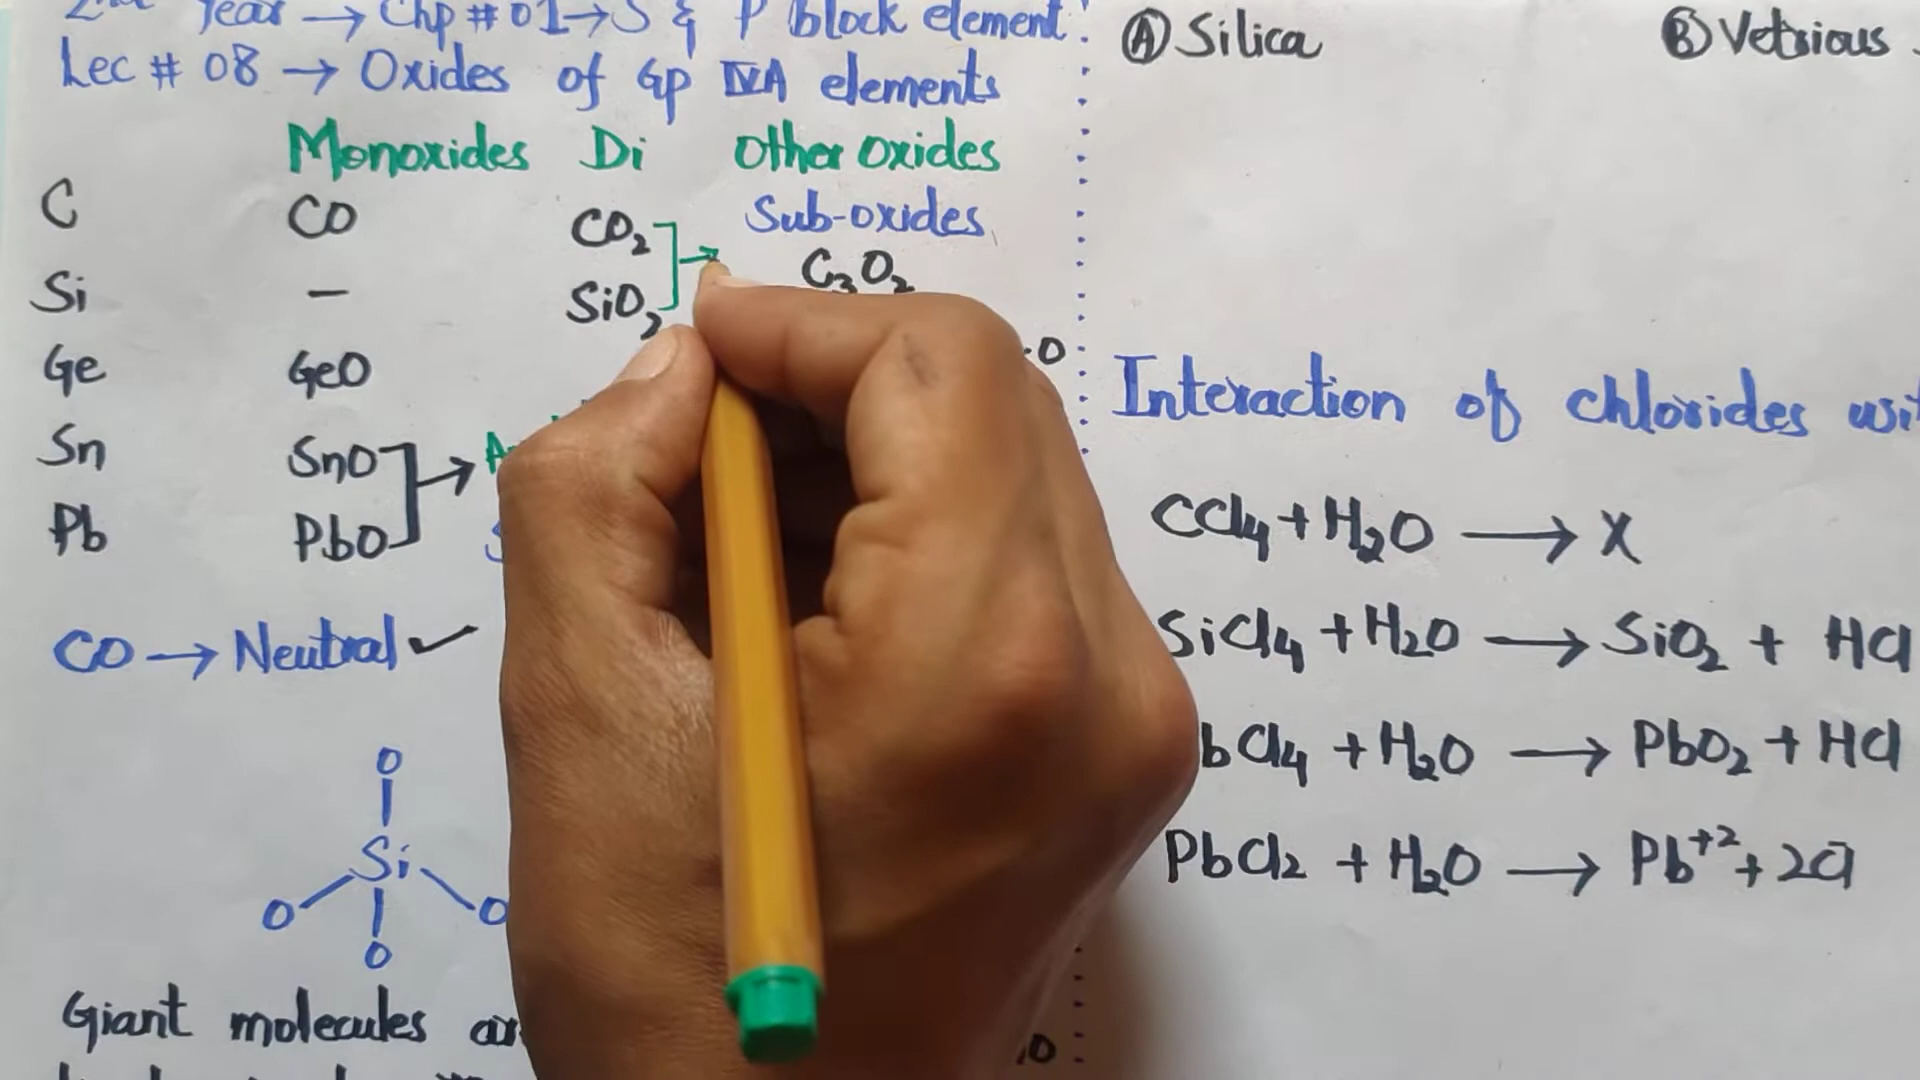 Year → Chp # 01 → S & P block element
Lec # 08 → Oxides of Gp IVA elements
Monoxides Di Other oxides
C CO CO₂ Sub-oxides
C₃O₂
Si – SiO₂
Ge GeO
Sn SnO
Pb PbO
CO → Neutral ✓
O
Si
O O
O
Giant molecules
Ⓐ Silica Ⓑ Vetrious
Interaction of chlorides
CCl₄ + H₂O → X
SiCl₄ + H₂O → SiO₂ + HCl
bCl₄ + H₂O → PbO₂ + HCl
PbCl₂ + H₂O → Pb⁺² + 2Cl⁻